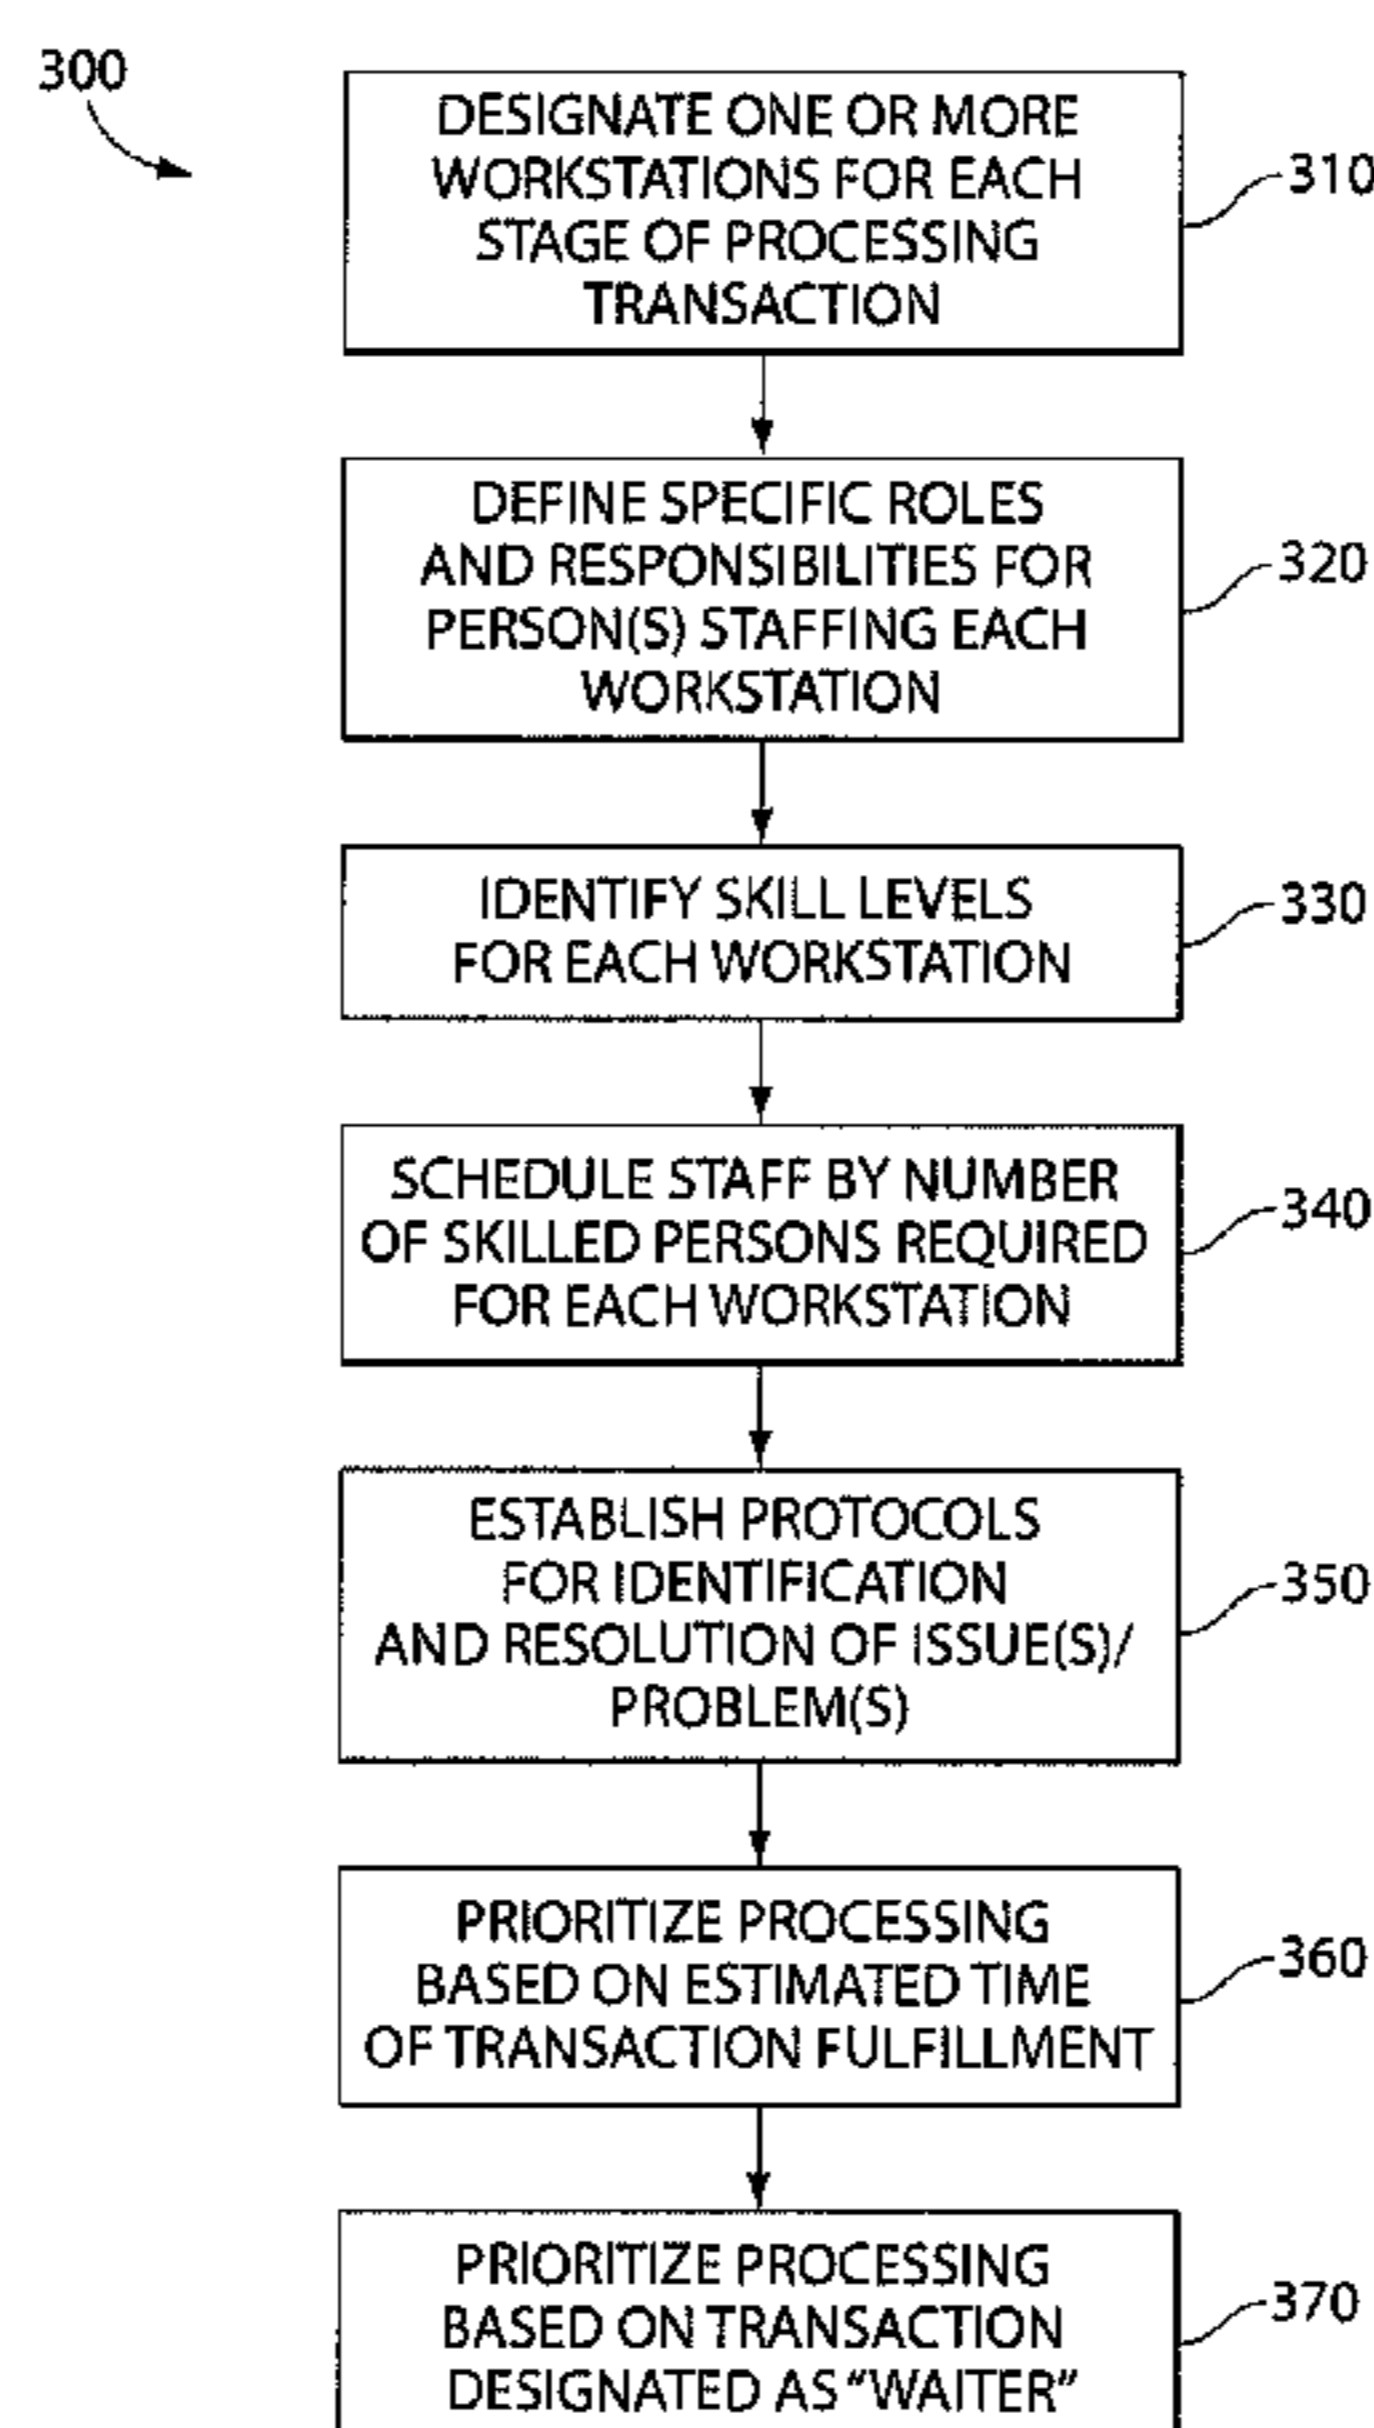 300
DESIGNATE ONE OR MORE
WORKSTATIONS FOR EACH
STAGE OF PROCESSING
TRANSACTION
310
DEFINE SPECIFIC ROLES
AND RESPONSIBILITIES FOR
PERSON(S) STAFFING EACH
WORKSTATION
320
IDENTIFY SKILL LEVELS
FOR EACH WORKSTATION
330
SCHEDULE STAFF BY NUMBER
OF SKILLED PERSONS REQUIRED
FOR EACH WORKSTATION
340
ESTABLISH PROTOCOLS
FOR IDENTIFICATION
AND RESOLUTION OF ISSUE(S)/
PROBLEM(S)
350
PRIORITIZE PROCESSING
BASED ON ESTIMATED TIME
OF TRANSACTION FULFILLMENT
360
PRIORITIZE PROCESSING
BASED ON TRANSACTION
DESIGNATED AS "WAITER"
370